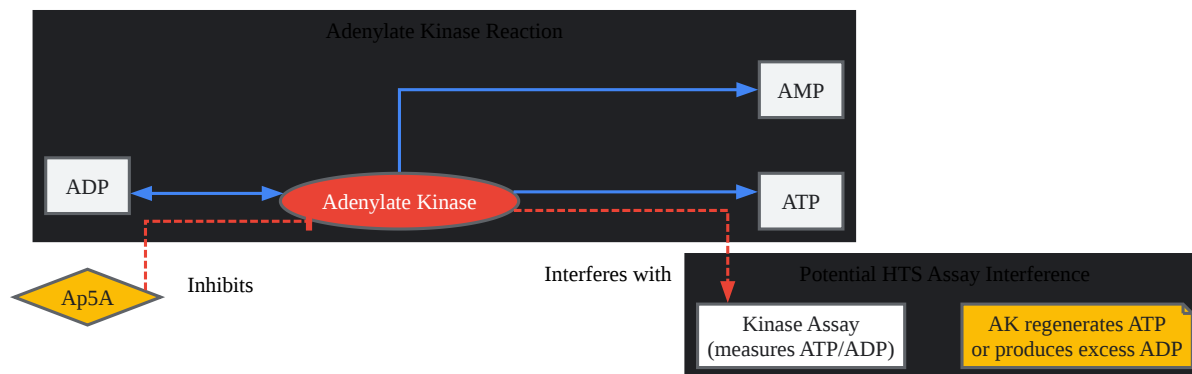 Adenylate Kinase Reaction
AMP
ADP
Adenylate Kinase
ATP
Ap5A
Inhibits
Interferes with
Potential HTS Assay Interference
Kinase Assay
(measures ATP/ADP)
AK regenerates ATP
or produces excess ADP